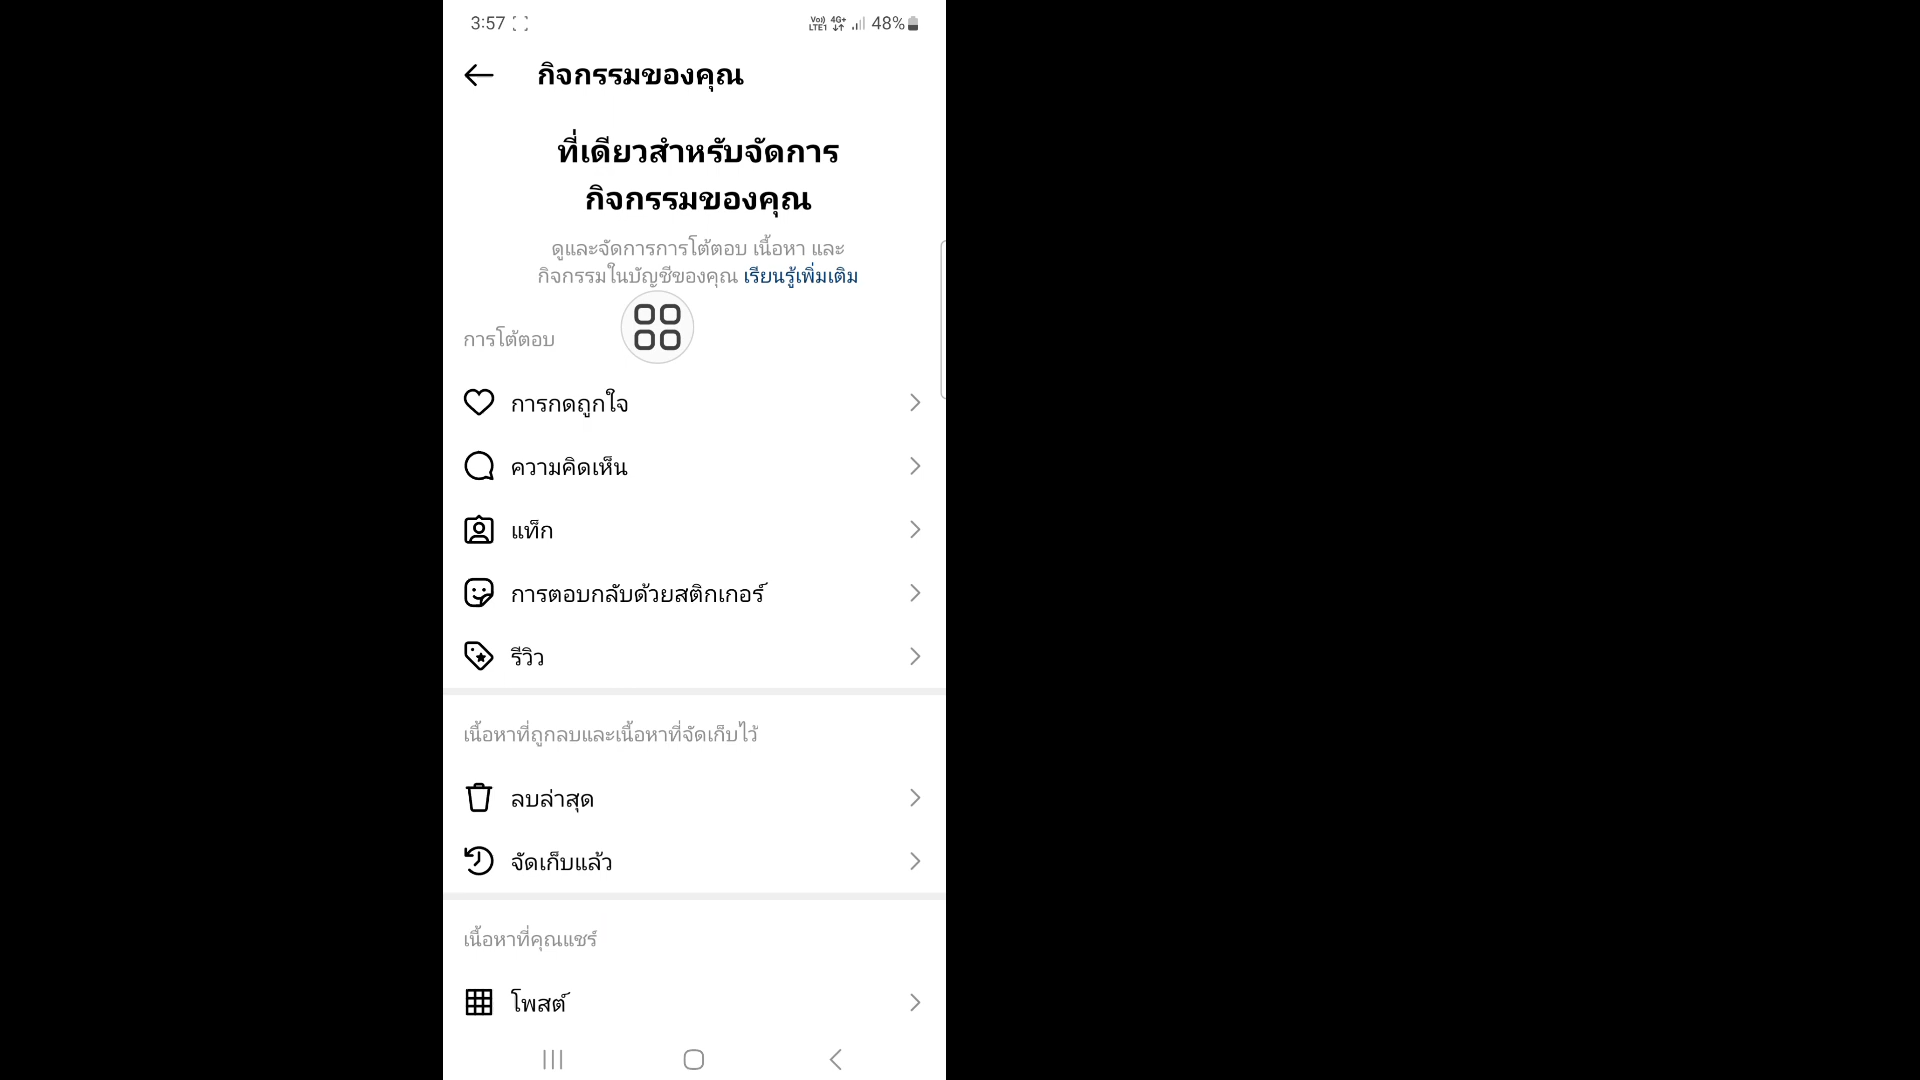 3:57
Vo)) LTE1 4G+ 48%
กิจกรรมของคุณ
ที่เดียวสำหรับจัดการ
กิจกรรมของคุณ
ดูและจัดการการโต้ตอบ เนื้อหา และ
กิจกรรมในบัญชีของคุณ เรียนรู้เพิ่มเติม
การโต้ตอบ
การกดถูกใจ
ความคิดเห็น
แท็ก
การตอบกลับด้วยสติกเกอร์
รีวิว
เนื้อหาที่ถูกลบและเนื้อหาที่จัดเก็บไว้
ลบล่าสุด
จัดเก็บแล้ว
เนื้อหาที่คุณแชร์
โพสต์